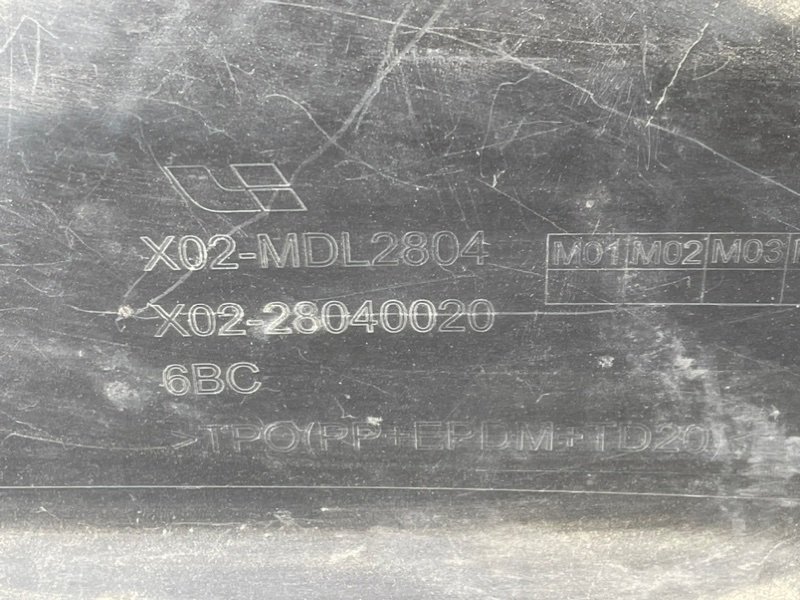 X02-MDL2804
X02-28040020
6BC
>TPO(PP+EPDM+TD20)
M01 M02 M03